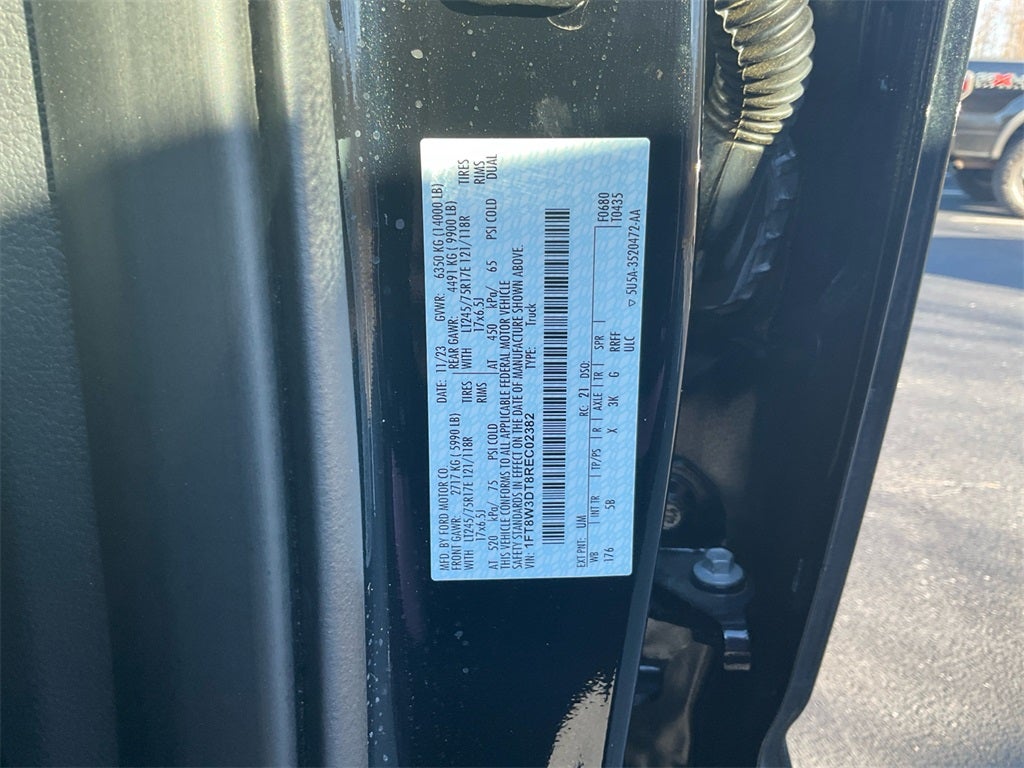 MFD. BY FORD MOTOR CO. DATE: 11/23 GVWR: 6350 KG (14000 LB)
FRONT GAWR: 2717 KG (5990 LB) REAR GAWR: 4491 KG (9900 LB)
WITH LT245/75R17E 121/118R TIRES WITH LT245/75R17E 121/118R TIRES
17x6.5J RIMS 17x6.5J RIMS
AT 520 kPa/ 75 PSI COLD AT 450 kPa/ 65 PSI COLD DUAL
THIS VEHICLE CONFORMS TO ALL APPLICABLE FEDERAL MOTOR VEHICLE
SAFETY STANDARDS IN EFFECT ON THE DATE OF MANUFACTURE SHOWN ABOVE.
VIN: 1FT8W3DT8REC02382 TYPE: Truck
EXT PNT: UM RC: 21 DSO: F0680
WB INT TR TP/PS R AXLE TR SPR T0435
176 5B X 3K G RRFF
ULC ▽ 5U5A-3520472-AA